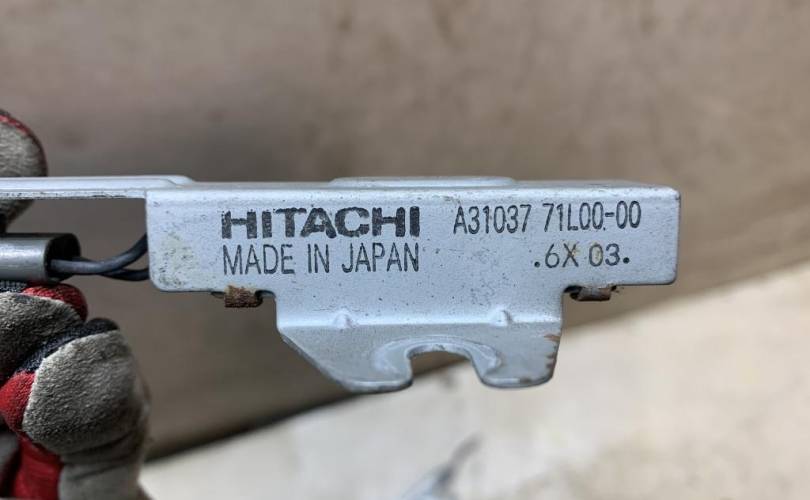 HITACHI A31037 71L00-00
MADE IN JAPAN .6X 03.